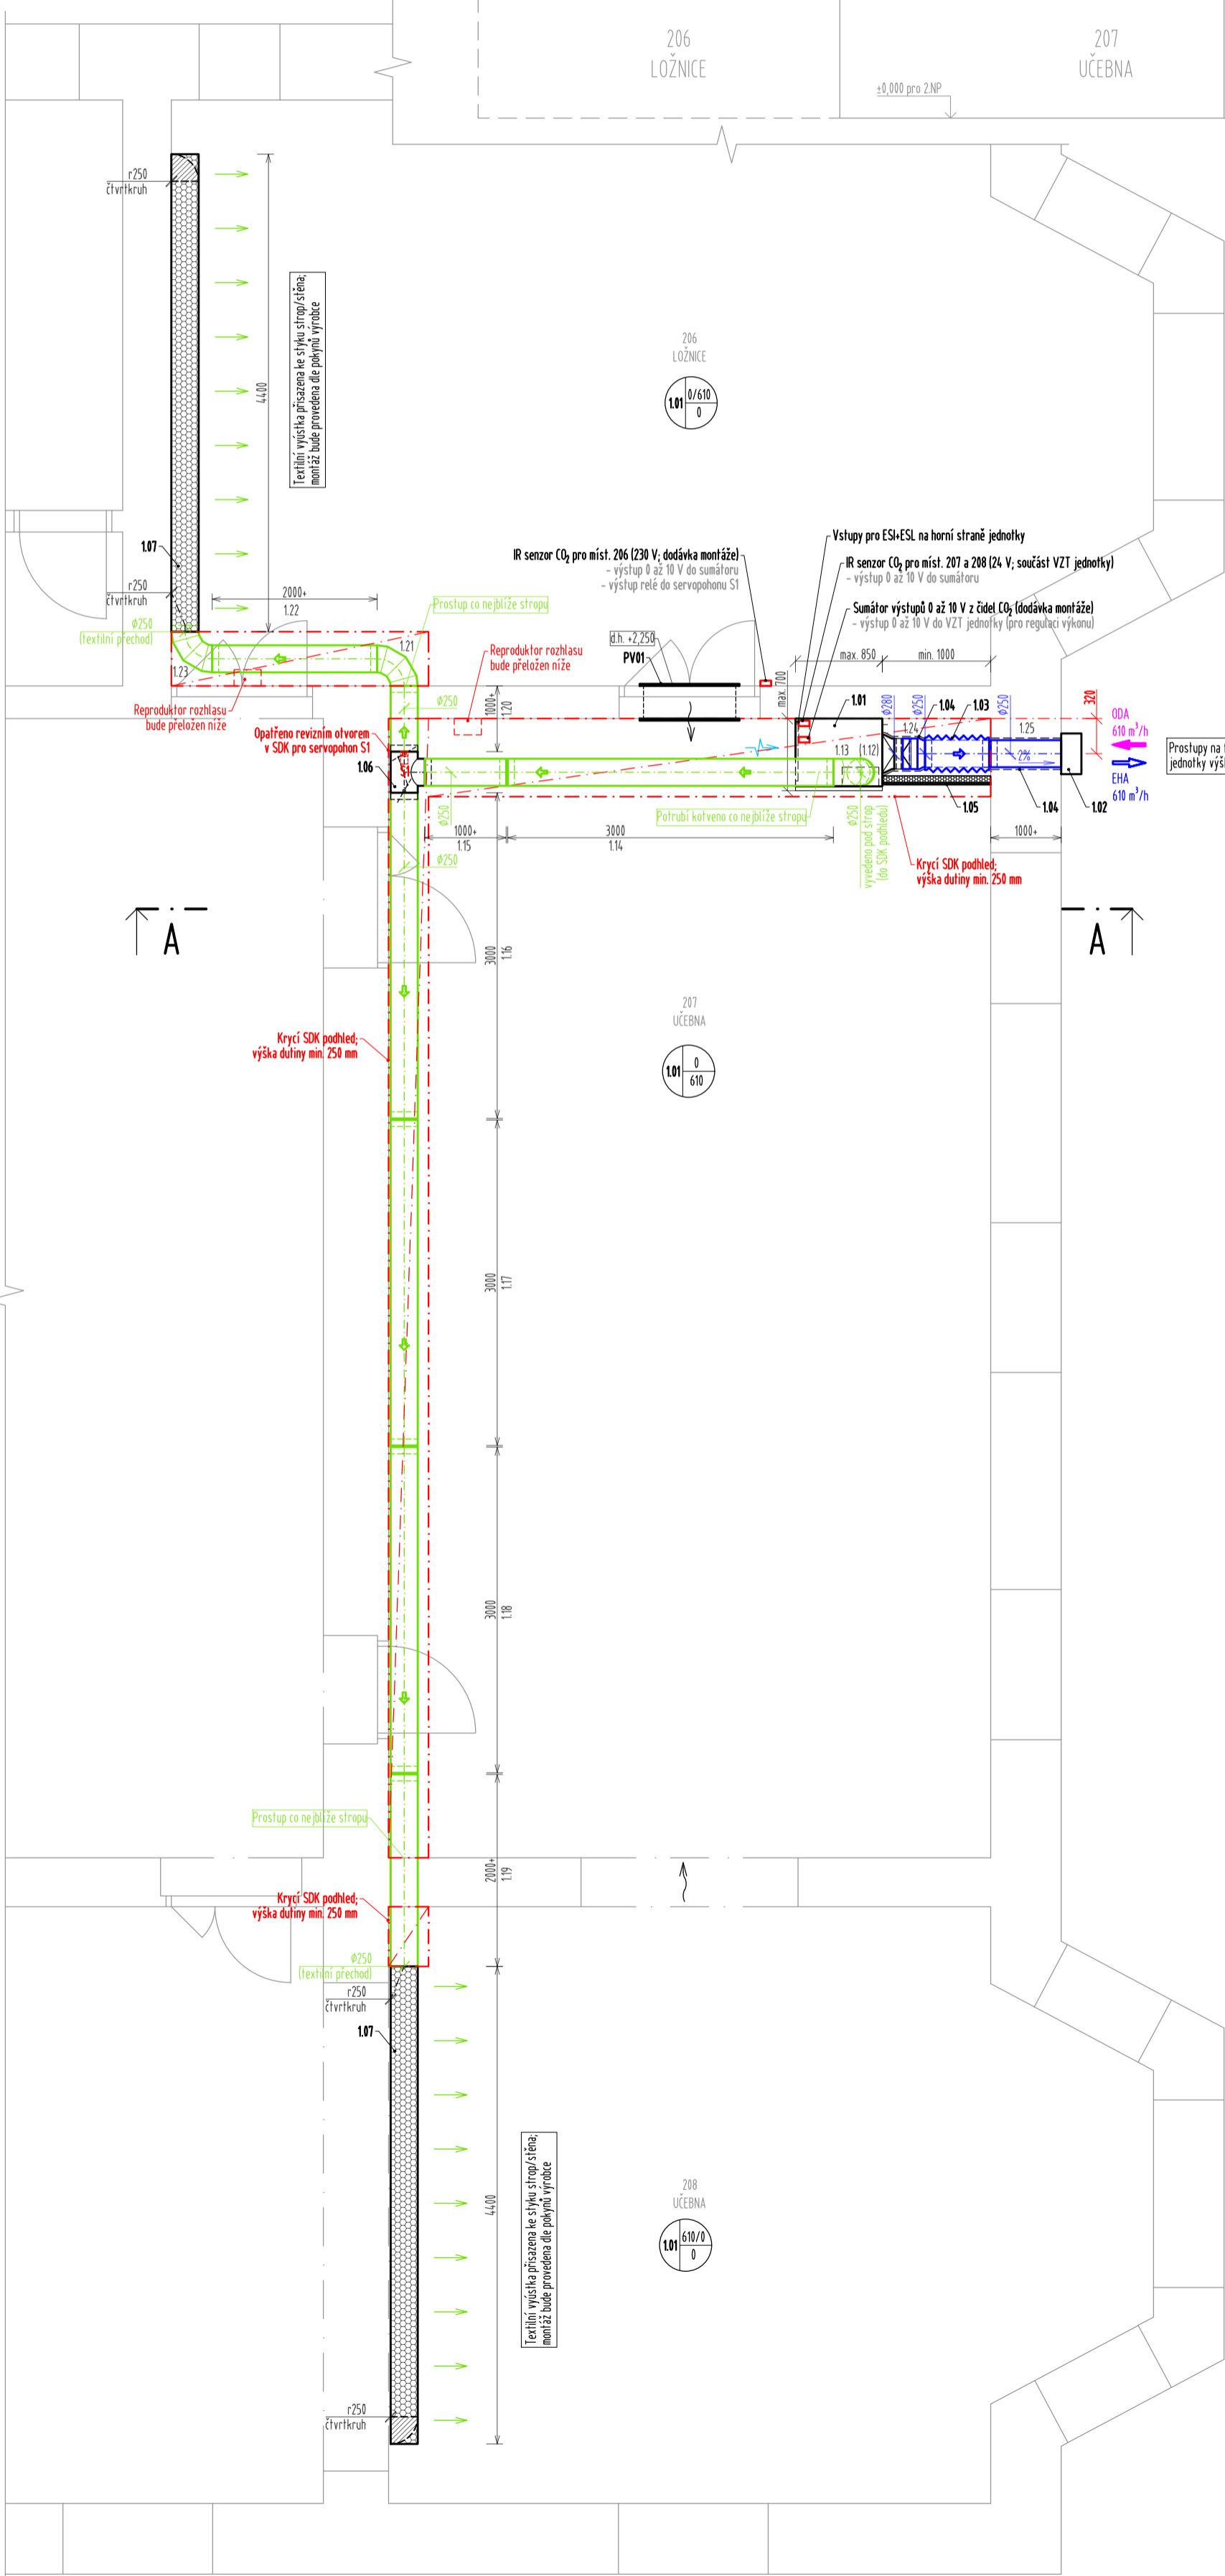 206
LOŽNICE
207
UČEBNA
±0,000 pro 2.NP
r250
čtvrtkruh
4400
Textilní vyústka přisazena ke styku strop/stěna;
montáž bude provedena dle pokynů výrobce
206
LOŽNICE
1.01
0/610
0
1.07
r250
čtvrtkruh
Ø250
(textilní přechod)
2000+
1.22
Prostup co nejblíže stropu
IR senzor CO₂ pro míst. 206 (230 V; dodávka montáže)
- výstup 0 až 10 V do sumátoru
- výstup relé do servopohonu S1
Vstupy pro ESI+ESL na horní straně jednotky
IR senzor CO₂ pro míst. 207 a 208 (24 V; součást VZT jednotky)
- výstup 0 až 10 V do sumátoru
Sumátor výstupů 0 až 10 V z čidel CO₂ (dodávka montáže)
- výstup 0 až 10 V do VZT jednotky (pro regulaci výkonu)
d.h. +2,250
PV01
1.21
1.23
Reproduktor rozhlasu
bude přeložen níže
Reproduktor rozhlasu
bude přeložen níže
max. 850
min. 1000
max. 700
1000+
1.20
Ø250
1.01
Ø280
Ø250
1.04
1.03
Ø250
320
1.24
1.25
ODA
610 m³/h
EHA
610 m³/h
Prostupy na
jednotky výš
Opatřeno revizním otvorem
v SDK pro servopohon S1
1.06
1.13
(1.12)
2%
1.05
1.04
1.02
Ø250
Potrubí kotveno co nejblíže stropu
Ø250
vyvedeno pod strop
(do SDK podhledu)
1000+
1.15
3000
1.14
1000+
Ø250
Krycí SDK podhled;
výška dutiny min. 250 mm
A
A
3000
1.16
207
UČEBNA
1.01
0
610
Krycí SDK podhled;
výška dutiny min. 250 mm
3000
1.17
3000
1.18
Prostup co nejblíže stropu
2000+
1.19
Krycí SDK podhled;
výška dutiny min. 250 mm
Ø250
(textilní přechod)
r250
čtvrtkruh
1.07
4400
Textilní vyústka přisazena ke styku strop/stěna;
montáž bude provedena dle pokynů výrobce
208
UČEBNA
1.01
610/0
0
r250
čtvrtkruh